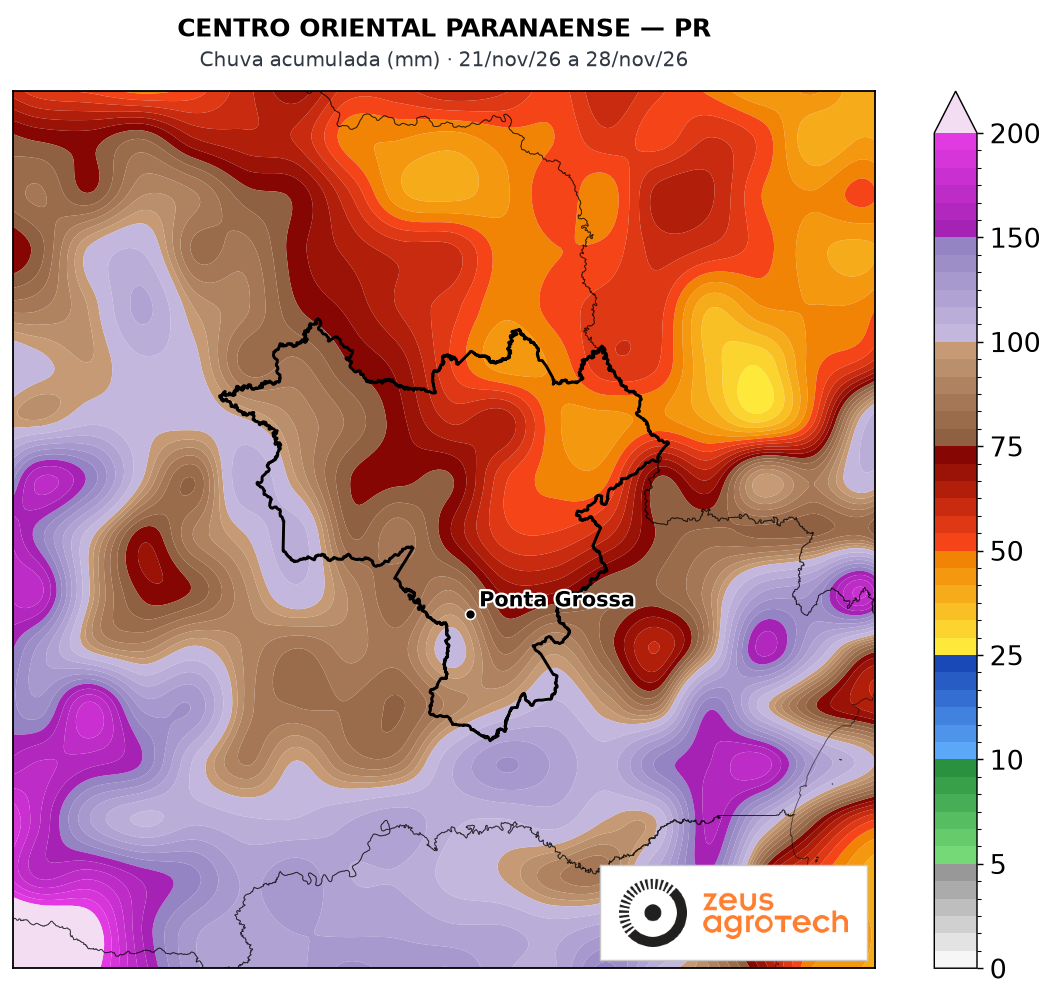 CENTRO ORIENTAL PARANAENSE — PR
Chuva acumulada (mm) · 21/nov/26 a 28/nov/26
200
150
100
75
50
25
10
5
0
Ponta Grossa
zeus
agroTech